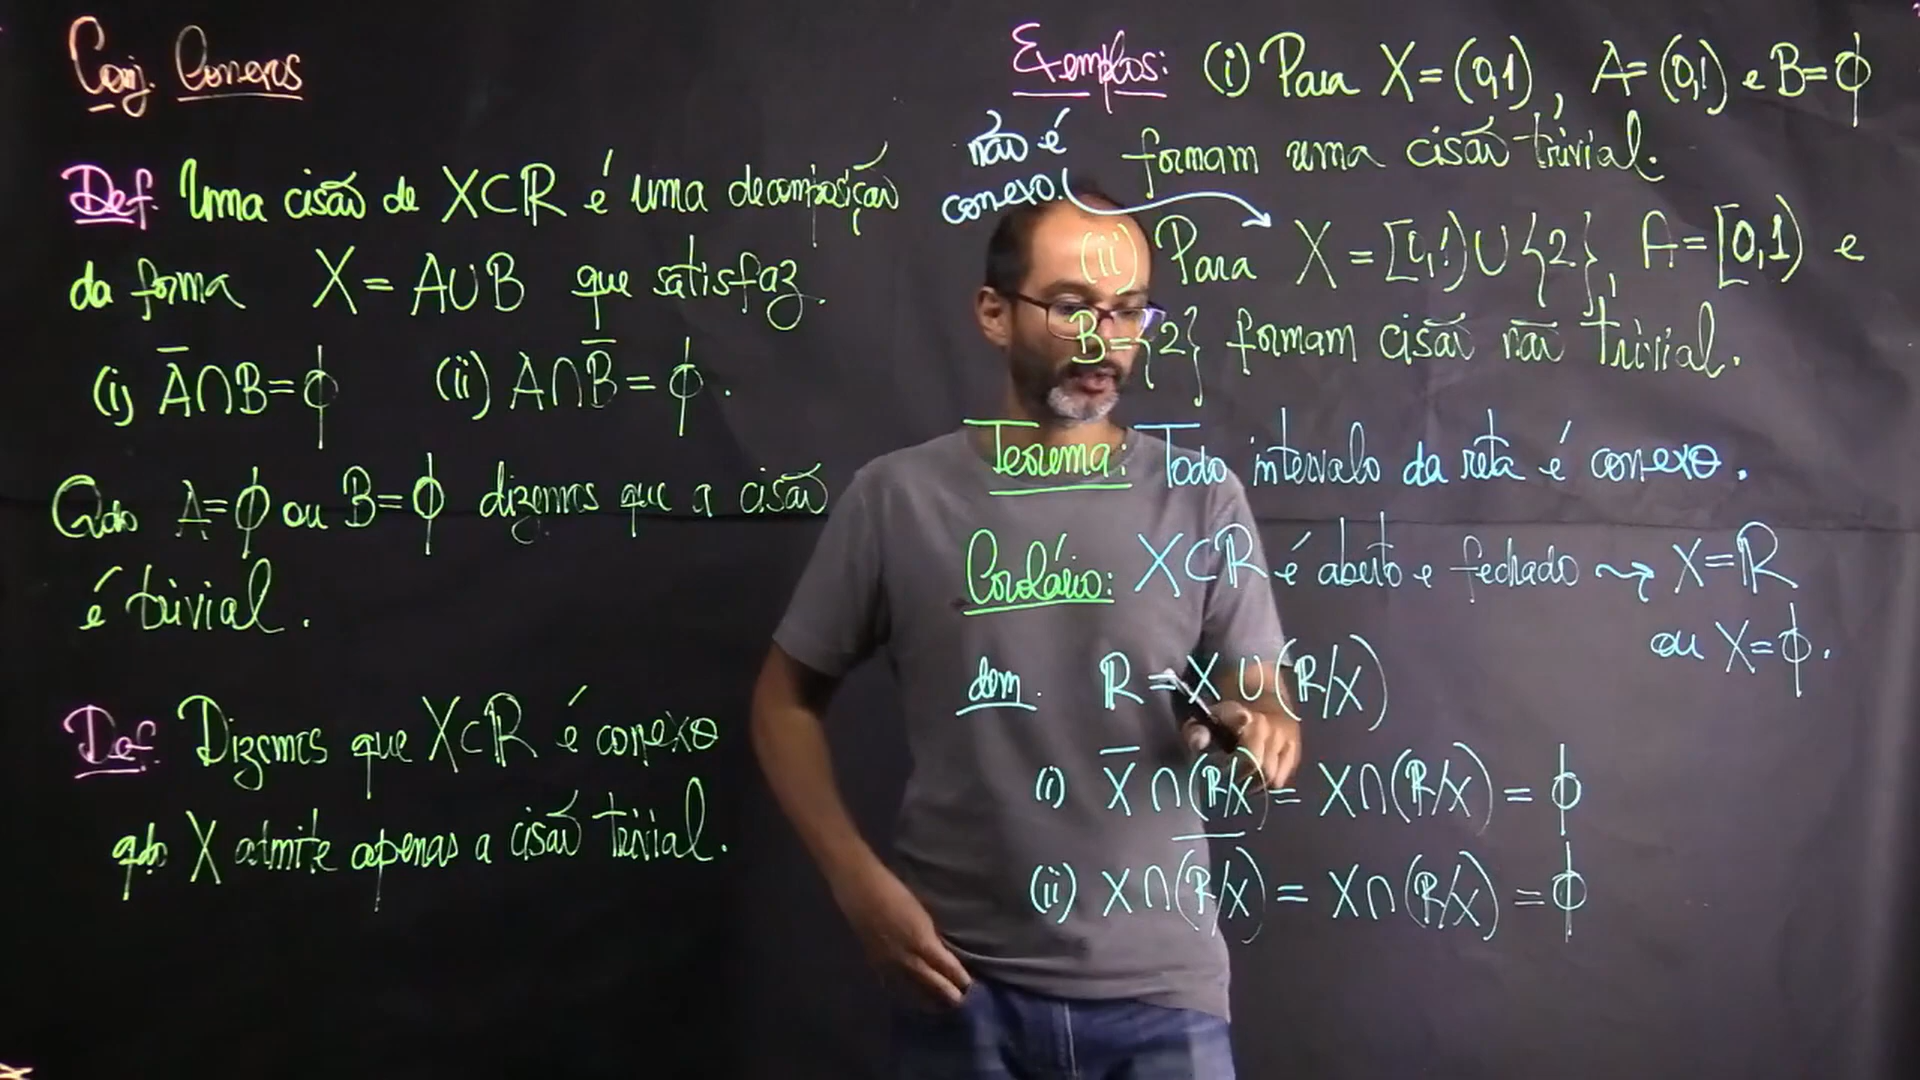 Conj. Conexos
Def. Uma cisão de X⊂ℝ é uma decomposição
da forma X = A∪B que satisfaz.
(i) A̅∩B=ϕ (ii) A∩B̅=ϕ.
Qdo A=ϕ ou B=ϕ dizemos que a cisão
é trivial.
Def. Dizemos que X⊂ℝ é conexo
qdo X admite apenas a cisão trivial.
Exemplos: (i) Para X=(0,1), A=(0,1) e B=ϕ
formam uma cisão trivial.
não é
conexo!
(ii) Para X=[0,1)∪{2}, A=[0,1) e
B={2} formam cisão não trivial.
Teorema: Todo intervalo da reta é conexo.
Corolário: X⊂ℝ é aberto e fechado ⇝ X=ℝ
ou X=ϕ.
dem. ℝ=X∪(ℝ/X)
(i) X̅∩(ℝ/X)= X∩(ℝ/X) = ϕ
(ii) X∩(ℝ/X)̅ = X∩(ℝ/X) = ϕ